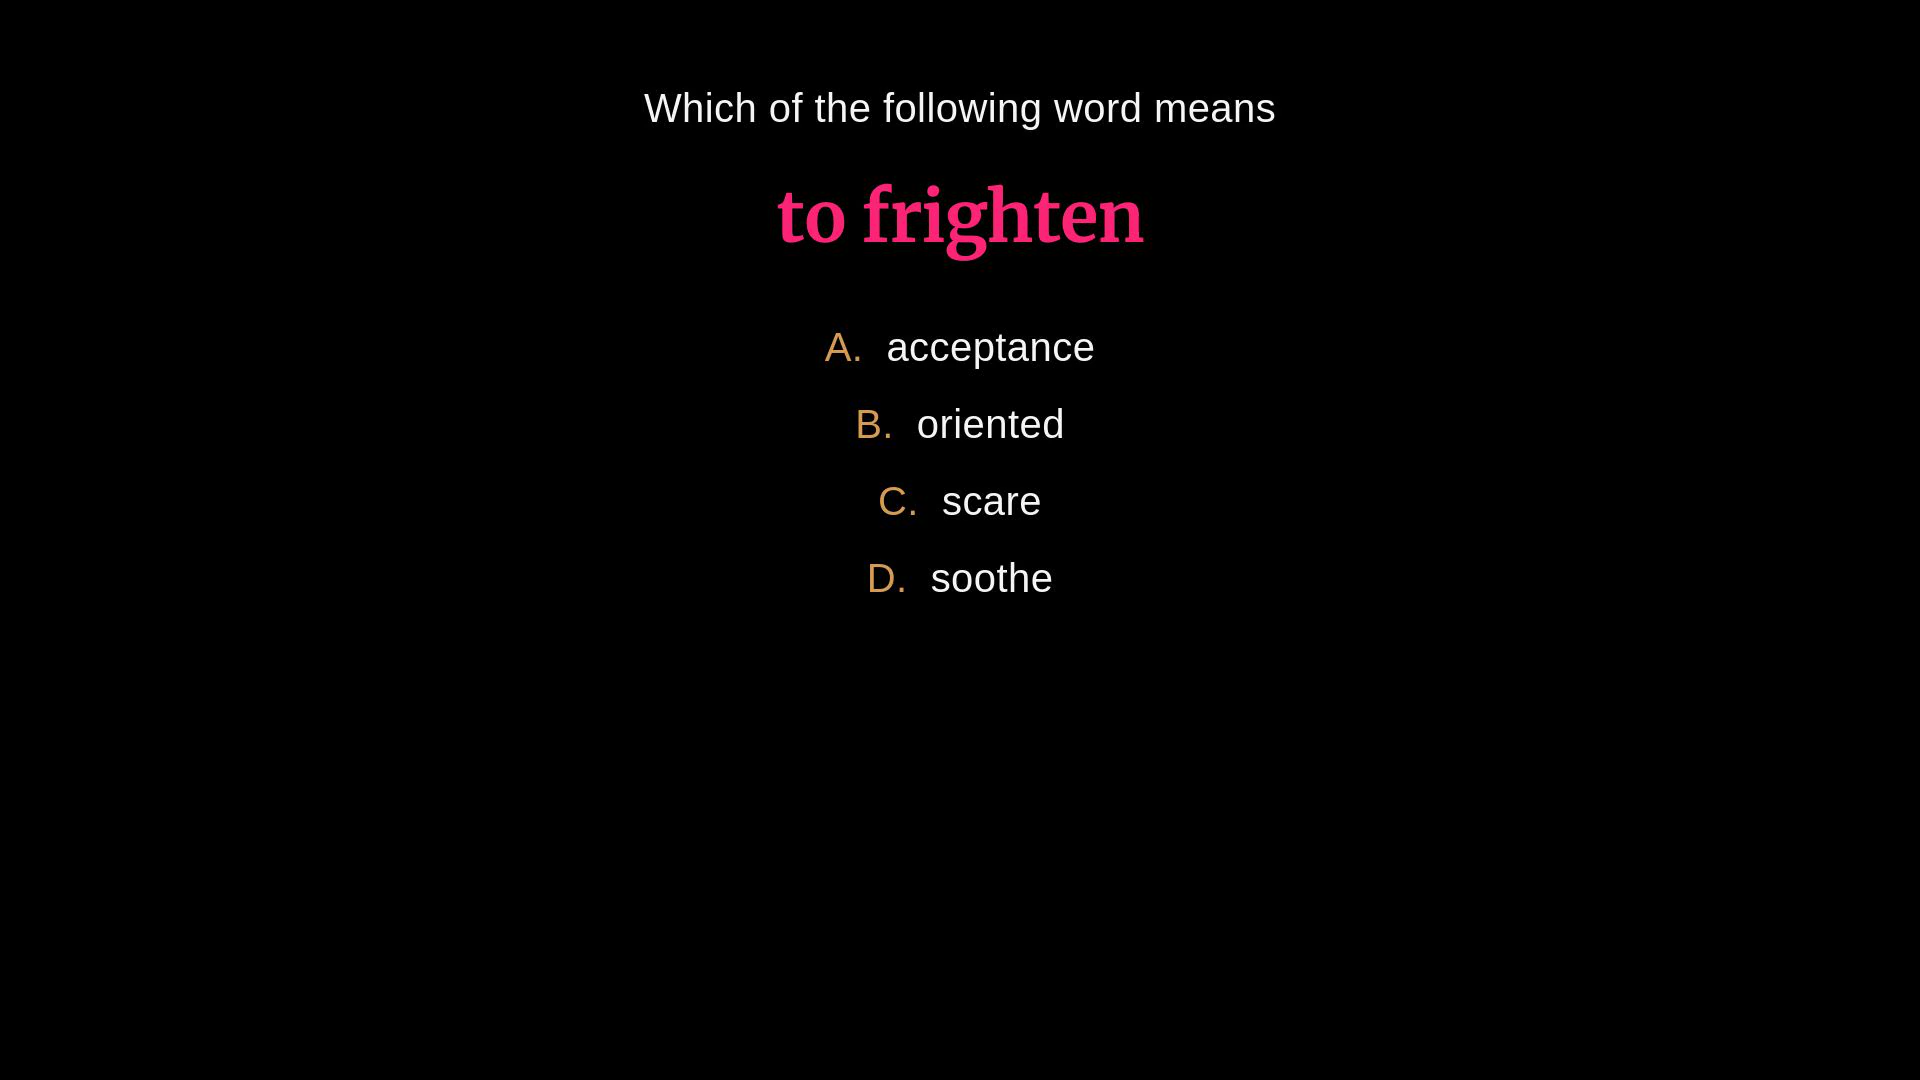 Which of the following word means
to frighten
A. acceptance
B. oriented
C. scare
D. soothe